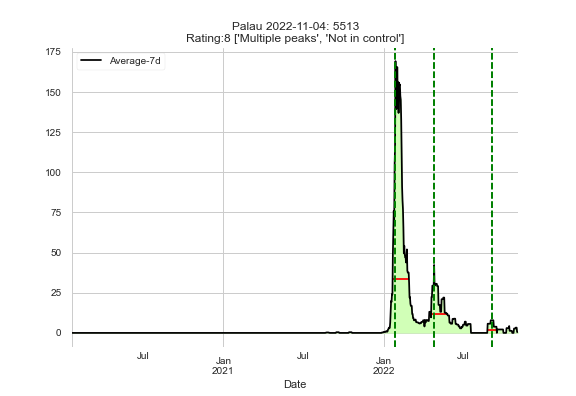 Palau 2022-11-04: 5513
Rating:8 ['Multiple peaks', 'Not in control']
Average-7d
175
150
125
100
75
50
25
0
Jul
Jan
2021
Jul
Jan
2022
Jul
Date